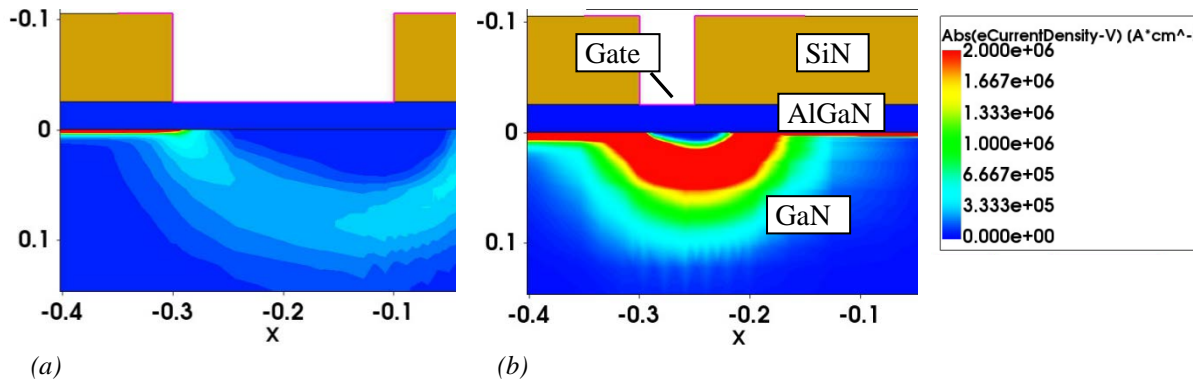 -0.1
0
0.1
-0.4 -0.3 -0.2 -0.1
X
(a)
-0.1
0
0.1
Gate
SiN
AlGaN
GaN
-0.4 -0.3 -0.2 -0.1
X
(b)
Abs(eCurrentDensity-V) (A*cm^-
2.000e+06
1.667e+06
1.333e+06
1.000e+06
6.667e+05
3.333e+05
0.000e+00